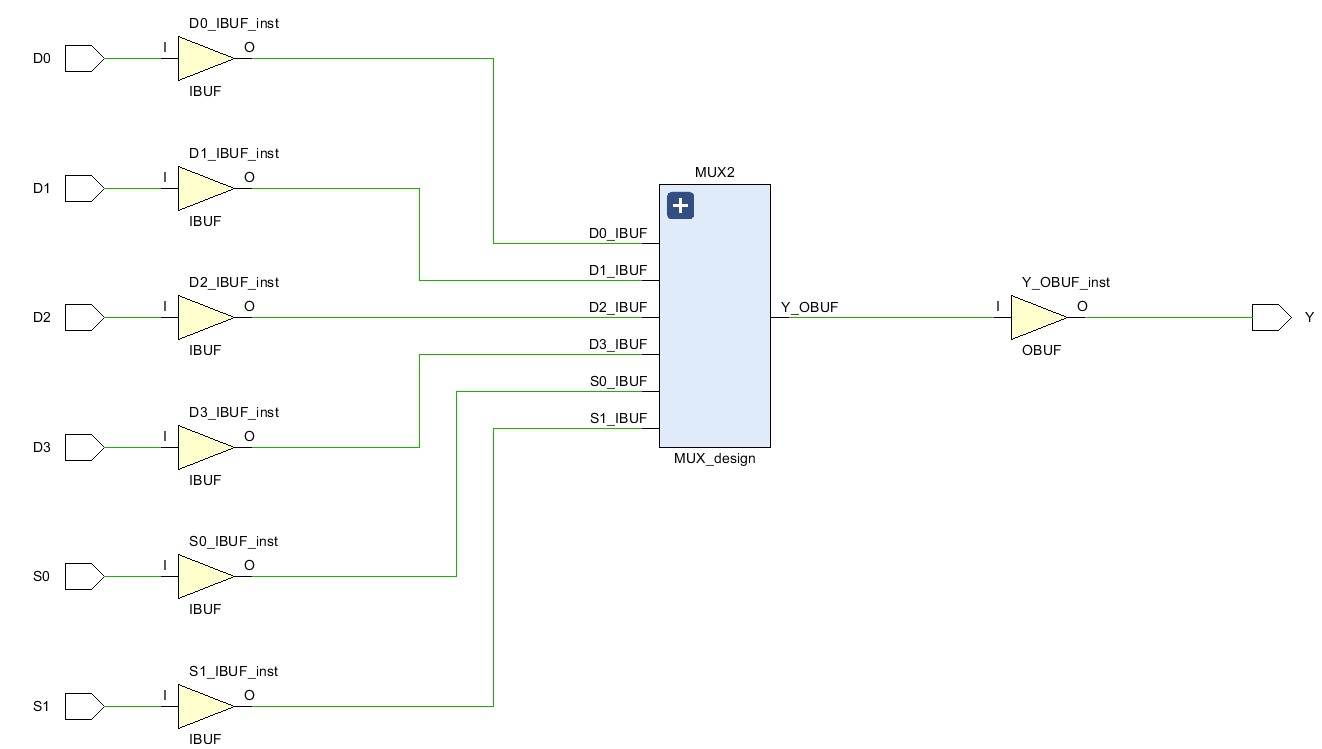 D0_IBUF_inst
D0
I
O
IBUF
D1_IBUF_inst
D1
I
O
IBUF
D2_IBUF_inst
D2
I
O
IBUF
D3_IBUF_inst
D3
I
O
IBUF
S0_IBUF_inst
S0
I
O
IBUF
S1_IBUF_inst
S1
I
O
IBUF
MUX2
D0_IBUF
D1_IBUF
D2_IBUF
D3_IBUF
S0_IBUF
S1_IBUF
Y_OBUF
MUX_design
Y_OBUF_inst
I
O
OBUF
Y